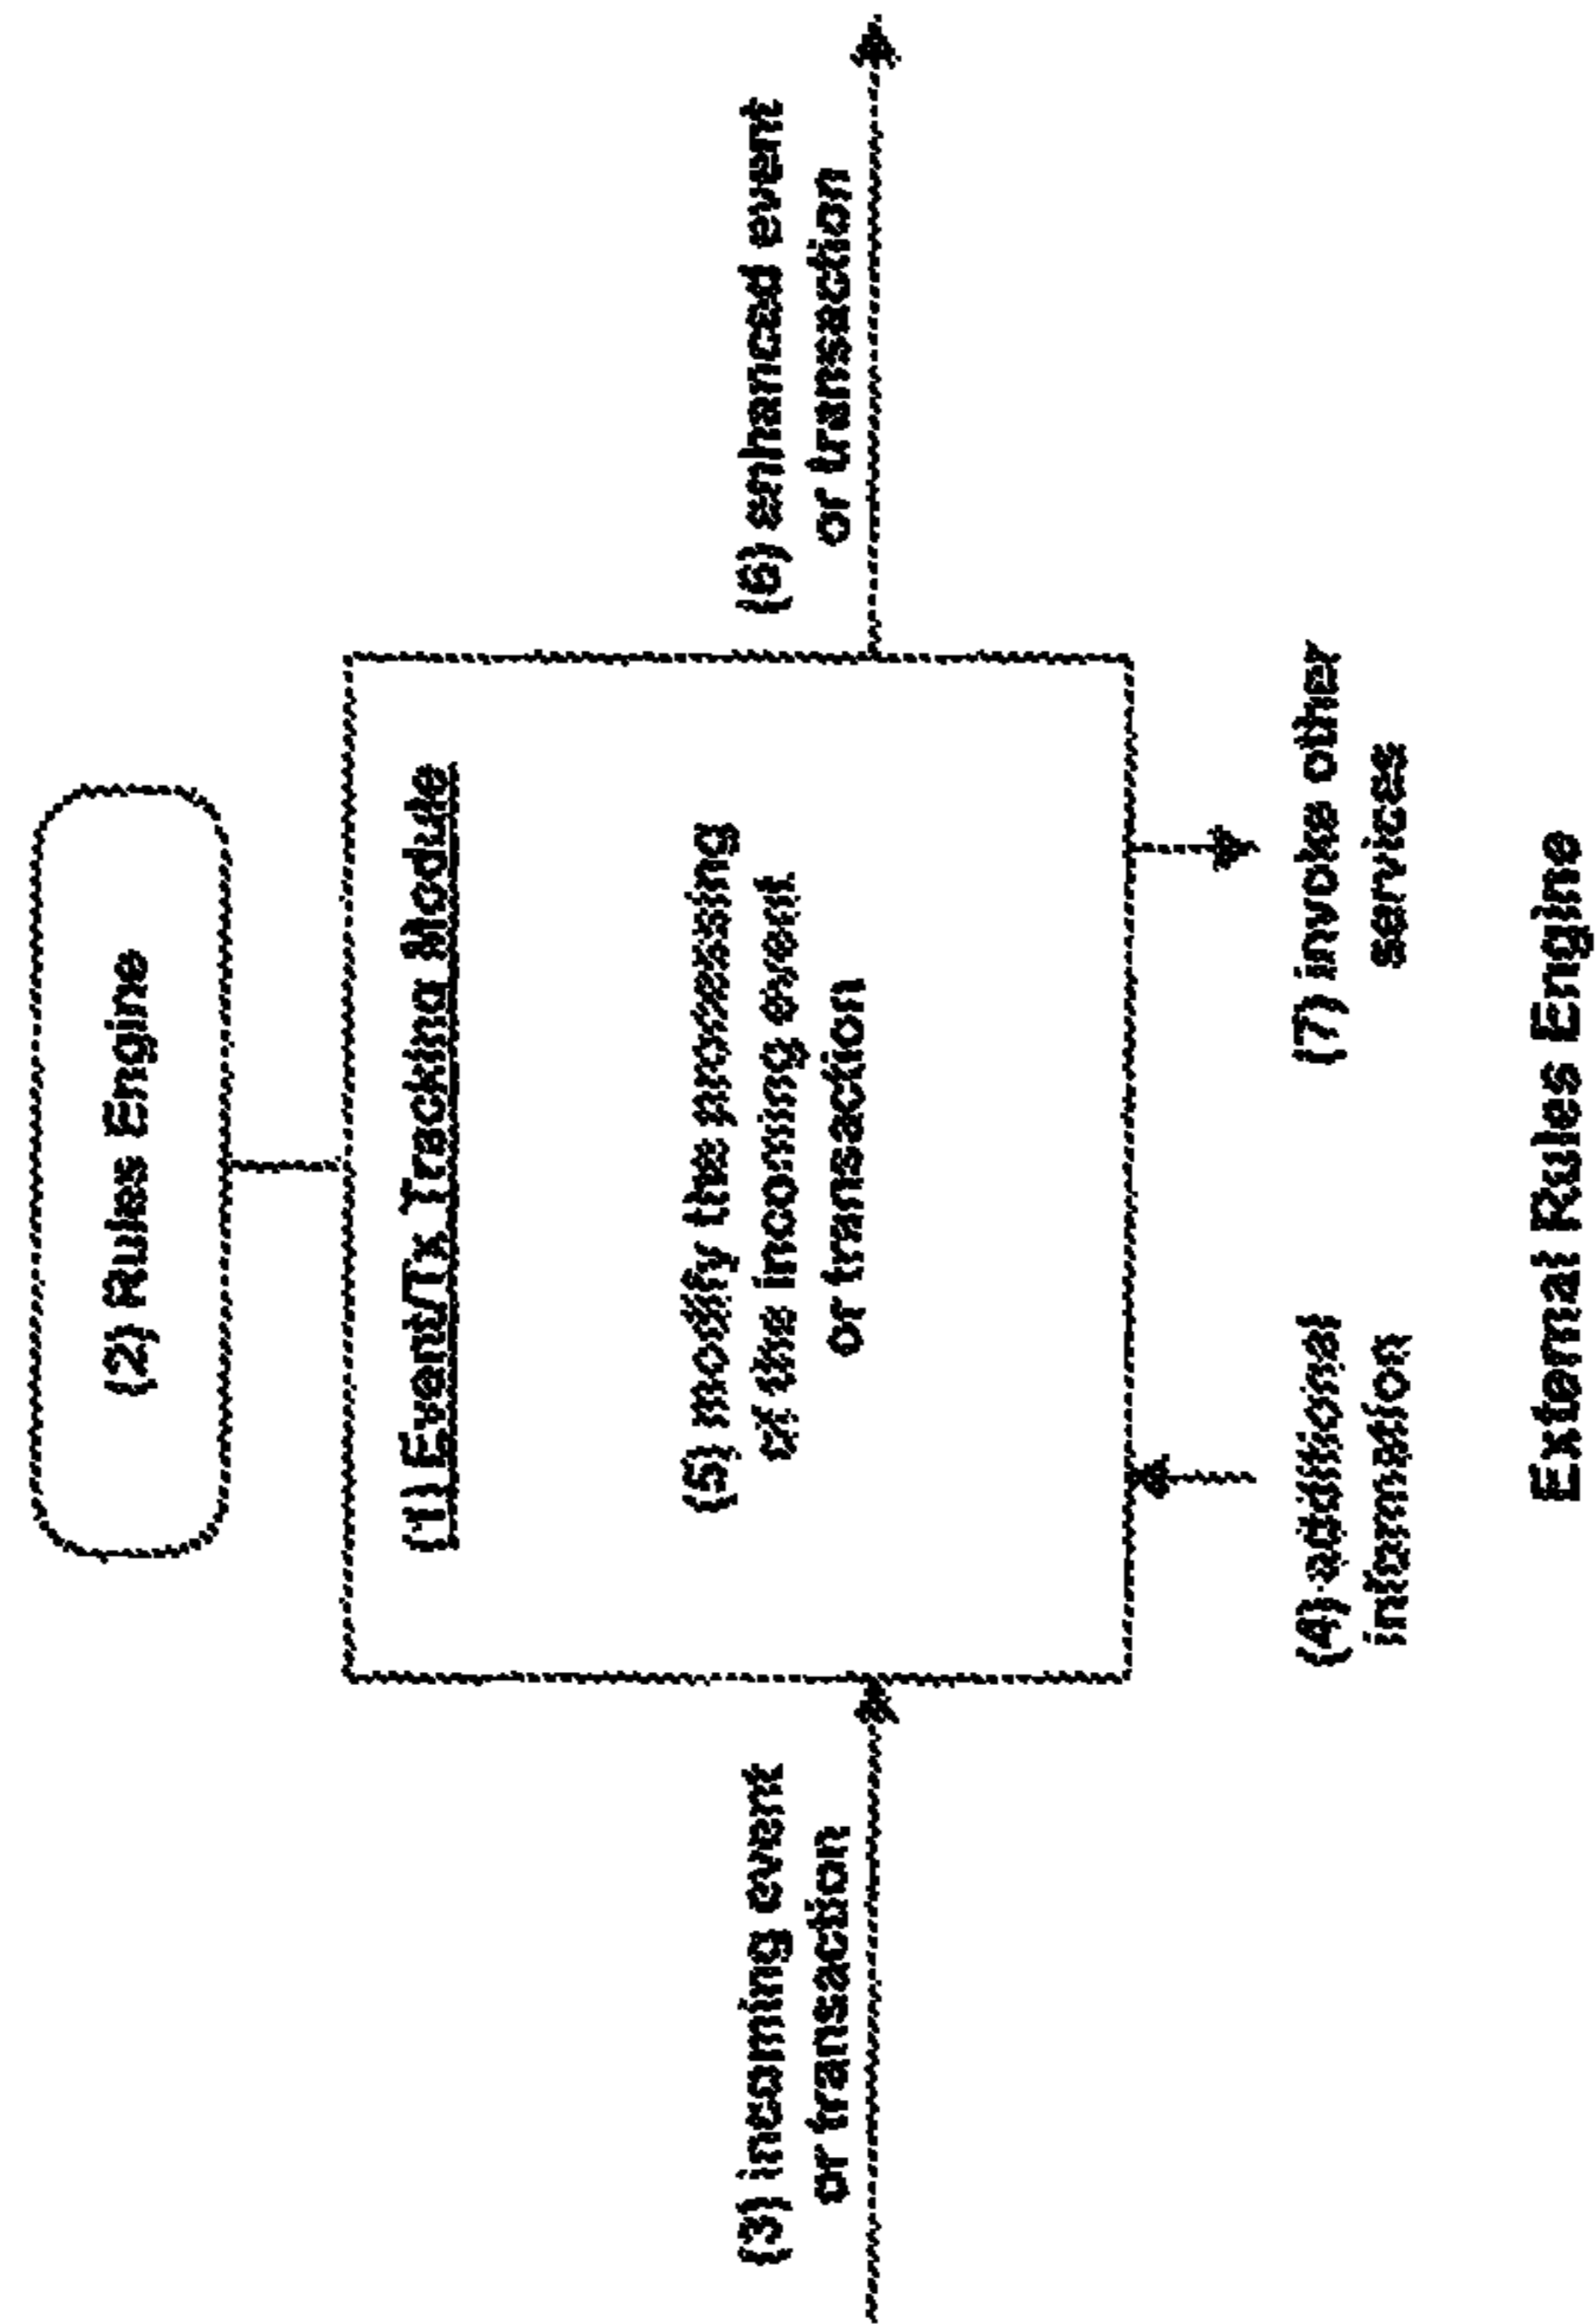 (2) Rules Engine
(1) Event/Tx Tracking Module
(3) incoming event
or transaction
(5) modify the processing
of the incoming event
or transaction
(6) enhanced event
or transaction
(4) additional
information
(7) invoke other
services
External Rules Engine